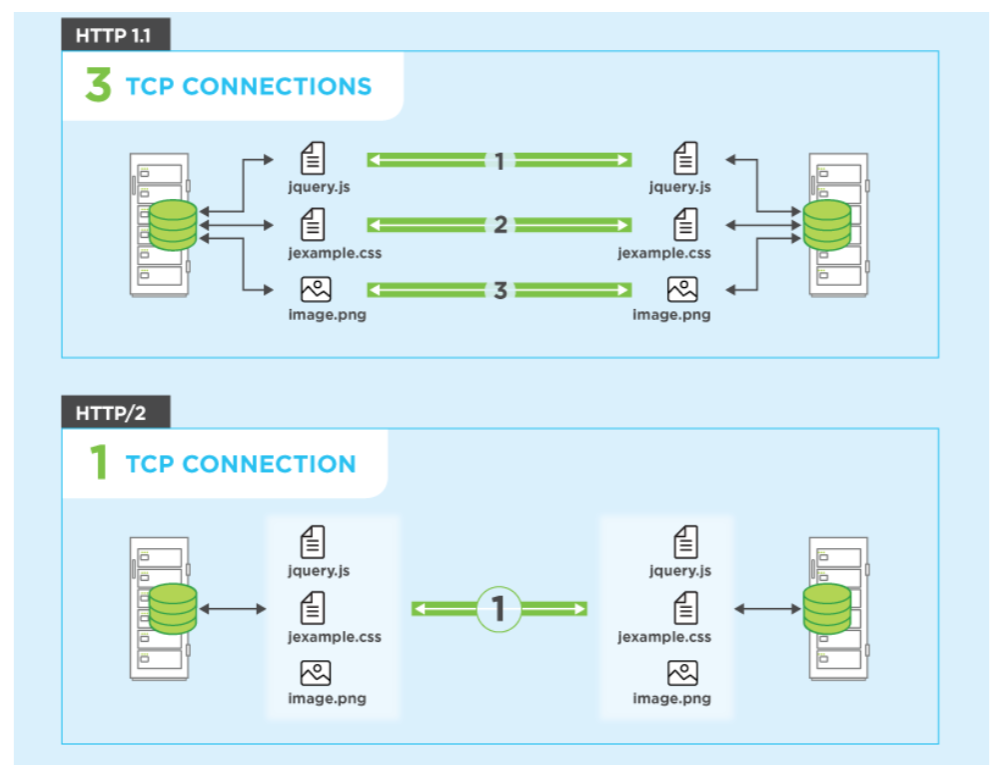 HTTP 1.1
3 TCP CONNECTIONS
jquery.js 1 jquery.js
jexample.css 2 jexample.css
image.png 3 image.png
HTTP/2
1 TCP CONNECTION
jquery.js jquery.js
1
jexample.css jexample.css
image.png image.png